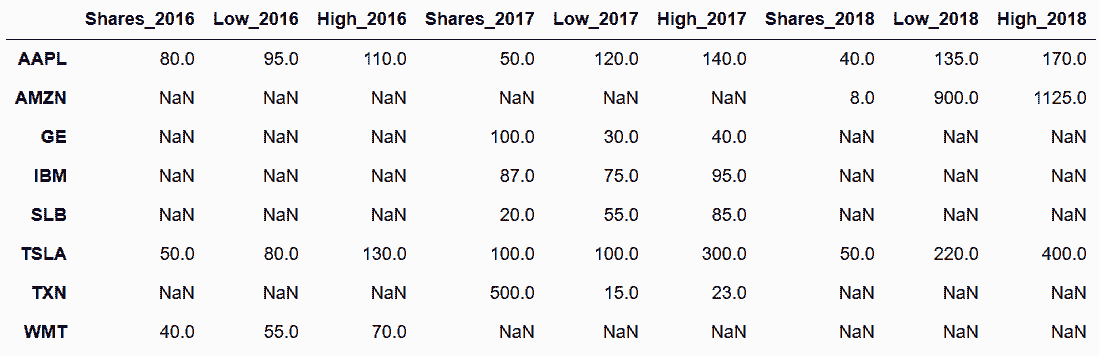 Shares_2016 Low_2016 High_2016 Shares_2017 Low_2017 High_2017 Shares_2018 Low_2018 High_2018
AAPL 80.0 95.0 110.0 50.0 120.0 140.0 40.0 135.0 170.0
AMZN NaN NaN NaN NaN NaN NaN 8.0 900.0 1125.0
GE NaN NaN NaN 100.0 30.0 40.0 NaN NaN NaN
IBM NaN NaN NaN 87.0 75.0 95.0 NaN NaN NaN
SLB NaN NaN NaN 20.0 55.0 85.0 NaN NaN NaN
TSLA 50.0 80.0 130.0 100.0 100.0 300.0 50.0 220.0 400.0
TXN NaN NaN NaN 500.0 15.0 23.0 NaN NaN NaN
WMT 40.0 55.0 70.0 NaN NaN NaN NaN NaN NaN